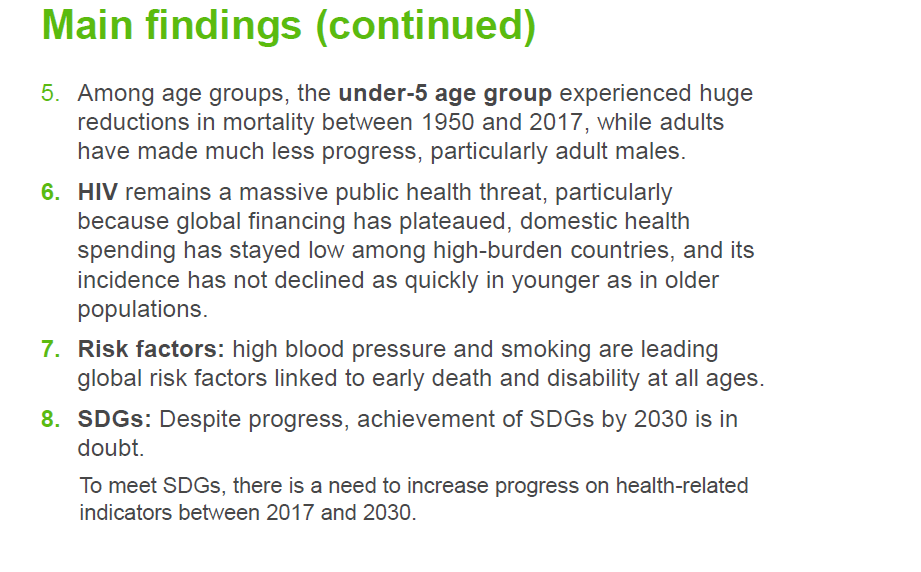 Main findings (continued)
5. Among age groups, the under-5 age group experienced huge
reductions in mortality between 1950 and 2017, while adults
have made much less progress, particularly adult males.
6. HIV remains a massive public health threat, particularly
because global financing has plateaued, domestic health
spending has stayed low among high-burden countries, and its
incidence has not declined as quickly in younger as in older
populations.
7. Risk factors: high blood pressure and smoking are leading
global risk factors linked to early death and disability at all ages.
8. SDGs: Despite progress, achievement of SDGs by 2030 is in
doubt.
To meet SDGs, there is a need to increase progress on health-related
indicators between 2017 and 2030.